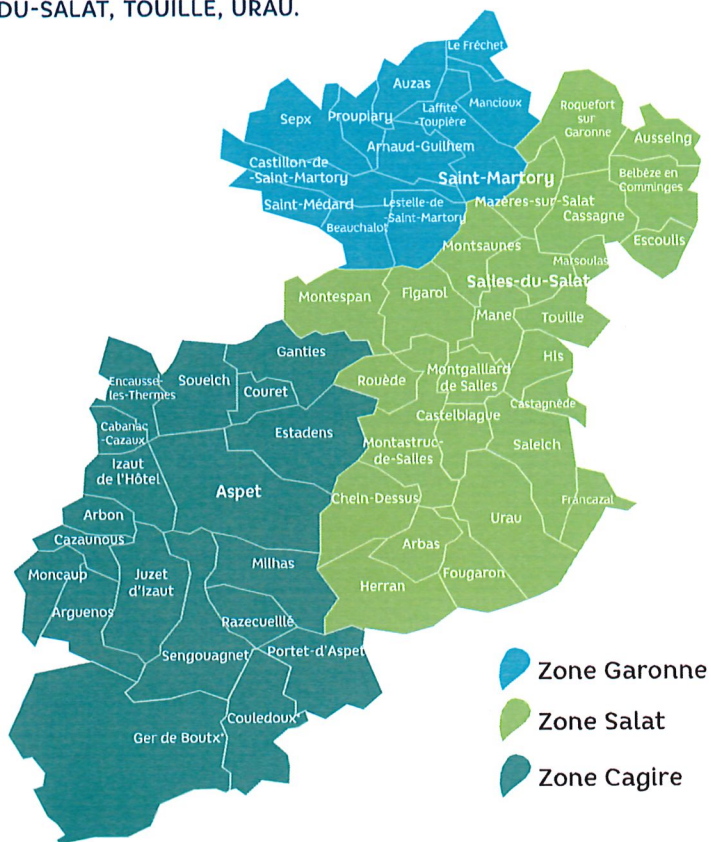 DU-SALAT, TOUILLE, URAU.
Le Fréchet
Auzas
Mancioux
Laffite
-Toupière
Sepx
Proupiary
Arnaud-Guilhem
Castillon-de
-Saint-Martory
Saint-Martory
Saint-Médard
Lestelle-de
-Saint-Martory
Beauchalot
Roquefort
sur
Garonne
Ausseing
Belbèze en
Comminges
Mazères-sur-Salat
Cassagne
Escoulis
Montsaunès
Marsoulas
Salies-du-Salat
Montespan
Figarol
Mane
Touille
His
Rouède
Montgaillard
de Salies
Castagnède
Castelbiague
Montastruc-
de-Salies
Saleich
Chein-Dessus
Francazal
Urau
Arbas
Fougaron
Herran
Ganties
Encausse-
les-Thermes
Soueich
Couret
Cabanac
-Cazaux
Estadens
Izaut
de l'Hôtel
Aspet
Arbon
Cazaunous
Milhas
Moncaup
Juzet
d'Izaut
Arguenos
Razecueillé
Sengouagnet
Portet-d'Aspet
Couledoux*
Ger de Boutx*
Zone Garonne
Zone Salat
Zone Cagire